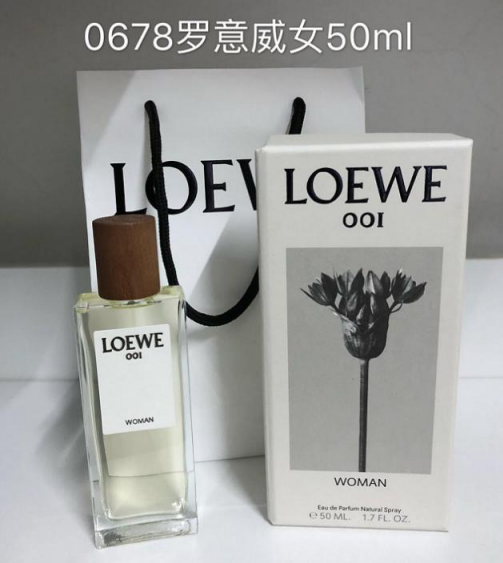 0678罗意威女50ml
LOEWE
LOEWE
001
LOEWE
001
WOMAN
WOMAN
Eau de Parfum Natural Spray
℮ 50 ML. 1.7 FL. OZ.